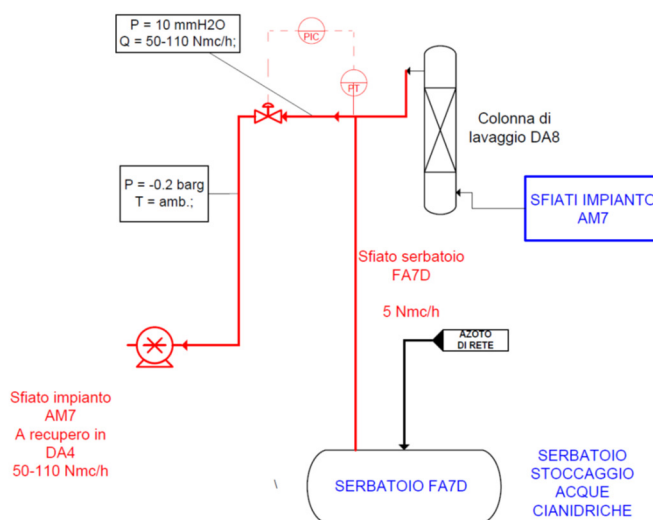 P = 10 mmH2O
Q = 50-110 Nmc/h;
PIC
PT
Colonna di
lavaggio DA8
P = -0.2 barg
T = amb.;
SFIATI IMPIANTO
AM7
Sfiato serbatoio
FA7D
5 Nmc/h
AZOTO
DI RETE
Sfiato impianto
AM7
A recupero in
DA4
50-110 Nmc/h
SERBATOIO FA7D
SERBATOIO
STOCCAGGIO
ACQUE
CIANIDRICHE